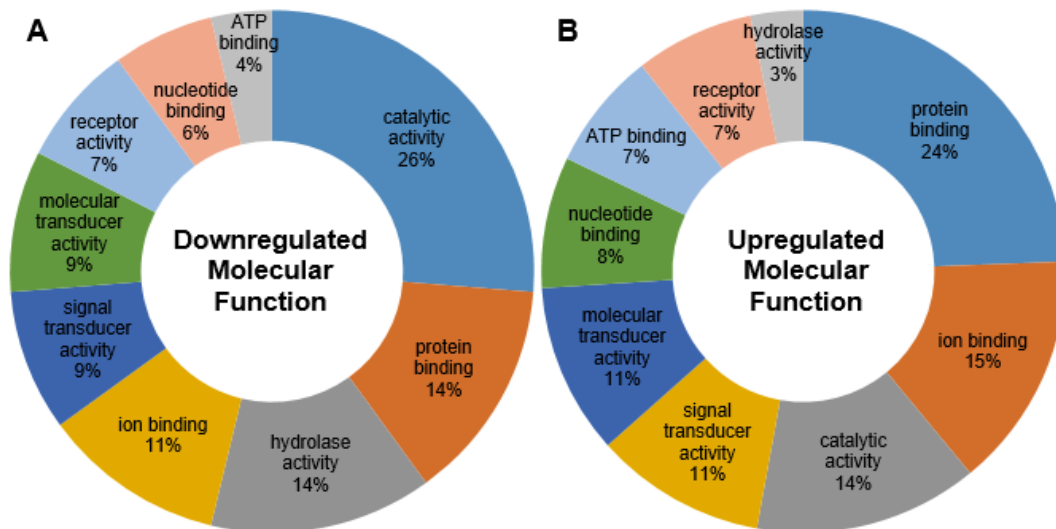 A
ATP
binding
4%
catalytic
activity
26%
protein
binding
14%
hydrolase
activity
14%
ion binding
11%
signal
transducer
activity
9%
molecular
transducer
activity
9%
receptor
activity
7%
nucleotide
binding
6%
Downregulated
Molecular
Function
B
hydrolase
activity
3%
protein
binding
24%
ion binding
15%
catalytic
activity
14%
signal
transducer
activity
11%
molecular
transducer
activity
11%
nucleotide
binding
8%
ATP binding
7%
receptor
activity
7%
Upregulated
Molecular
Function